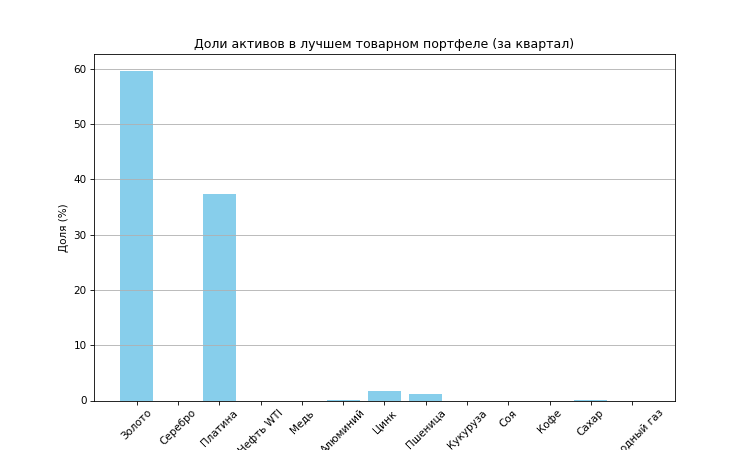 Доли активов в лучшем товарном портфеле (за квартал)
60
50
40
30
20
10
0
Доля (%)
Золото
Серебро
Платина
Нефть WTI
Медь
Алюминий
Цинк
Пшеница
Кукуруза
Соя
Кофе
Сахар
газ